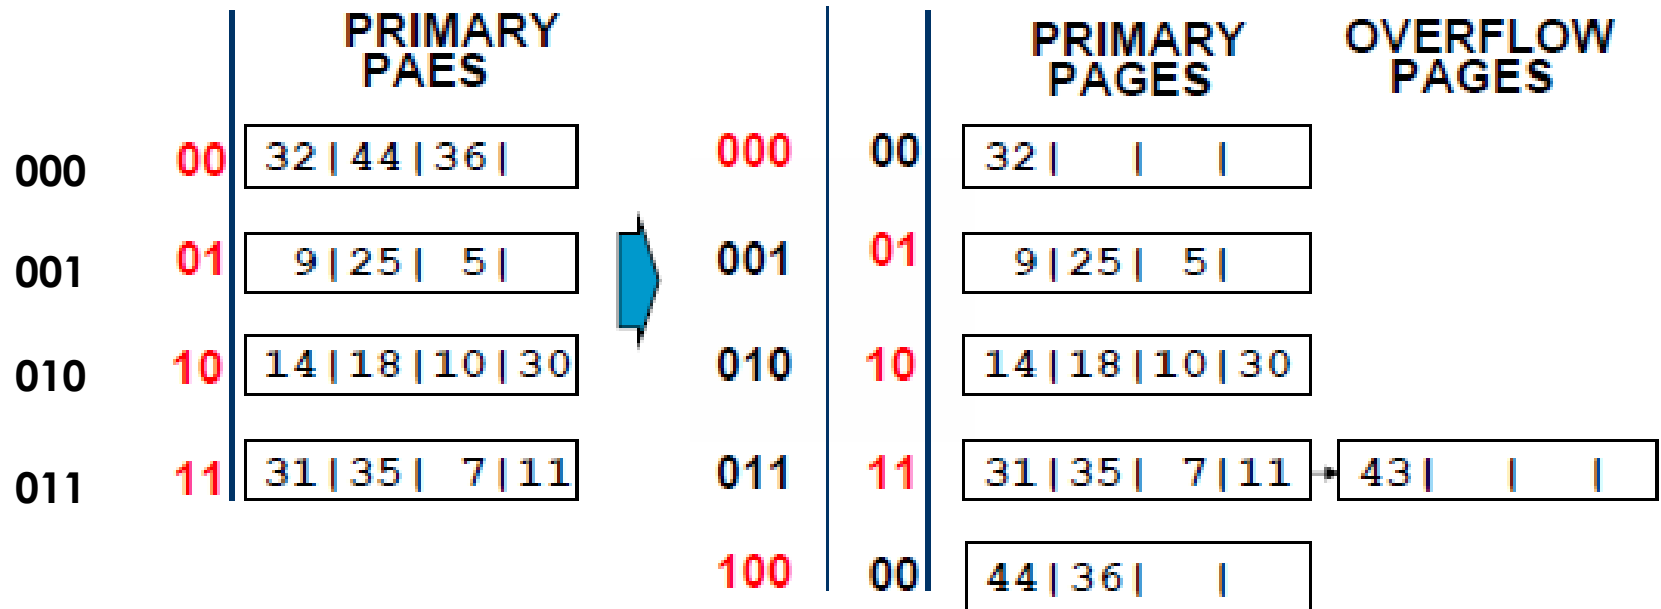 PRIMARY
PAES
000 00 32|44|36|
001 01 9|25| 5|
010 10 14|18|10|30
011 11 31|35| 7|11
PRIMARY
PAGES
OVERFLOW
PAGES
000 00 32| | |
001 01 9|25| 5|
010 10 14|18|10|30
011 11 31|35| 7|11 43| | |
100 00 44|36| |